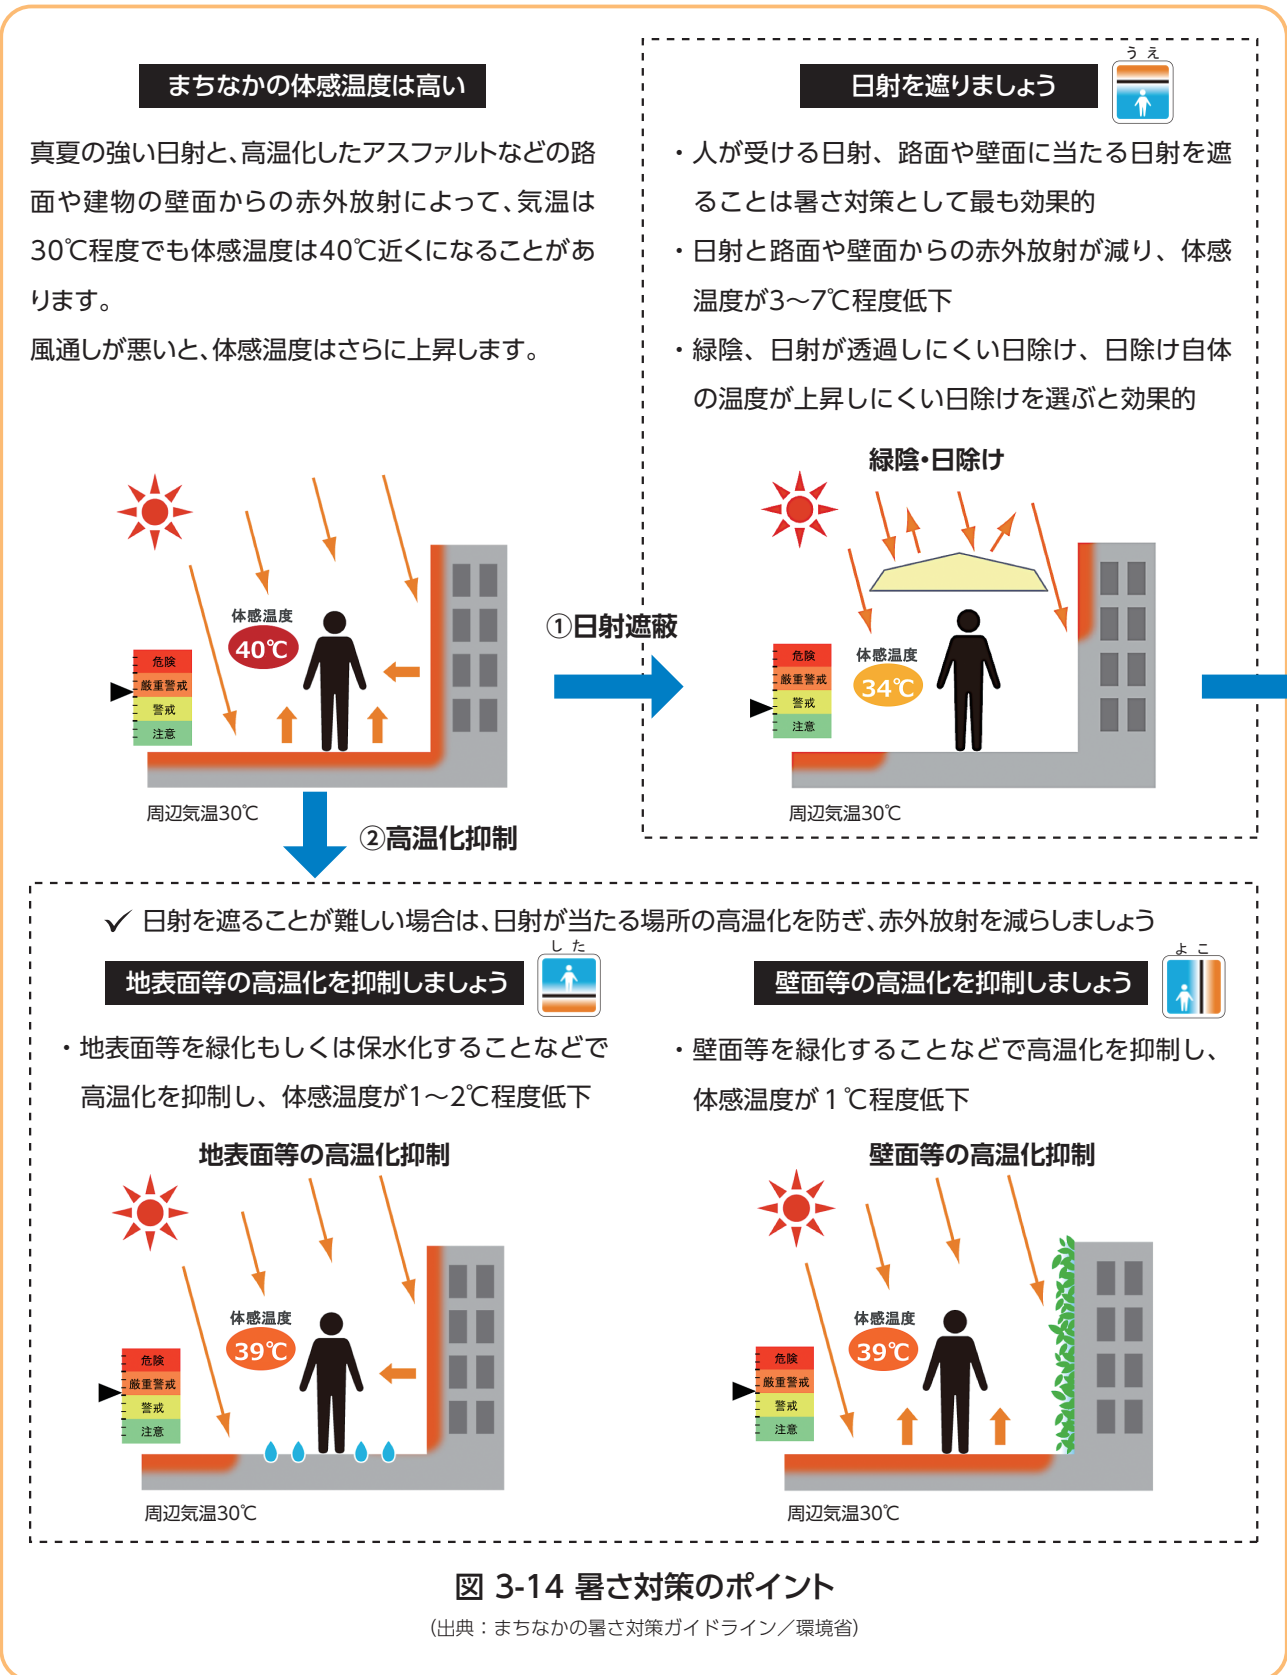 まちなかの体感温度は高い
真夏の強い日射と、高温化したアスファルトなどの路
面や建物の壁面からの赤外放射によって、気温は
30℃程度でも体感温度は40℃近くになることがあ
ります。
風通しが悪いと、体感温度はさらに上昇します。
体感温度
40℃
危険
厳重警戒
警戒
注意
周辺気温30℃
①日射遮蔽
うえ
日射を遮りましょう
・人が受ける日射、路面や壁面に当たる日射を遮
ることは暑さ対策として最も効果的
・日射と路面や壁面からの赤外放射が減り、体感
温度が3〜7℃程度低下
・緑陰、日射が透過しにくい日除け、日除け自体
の温度が上昇しにくい日除けを選ぶと効果的
緑陰・日除け
体感温度
34℃
危険
厳重警戒
警戒
注意
周辺気温30℃
②高温化抑制
✓ 日射を遮ることが難しい場合は、日射が当たる場所の高温化を防ぎ、赤外放射を減らしましょう
した
地表面等の高温化を抑制しましょう
・地表面等を緑化もしくは保水化することなどで
高温化を抑制し、体感温度が1〜2℃程度低下
地表面等の高温化抑制
体感温度
39℃
危険
厳重警戒
警戒
注意
周辺気温30℃
よこ
壁面等の高温化を抑制しましょう
・壁面等を緑化することなどで高温化を抑制し、
体感温度が1℃程度低下
壁面等の高温化抑制
体感温度
39℃
危険
厳重警戒
警戒
注意
周辺気温30℃
図 3-14 暑さ対策のポイント
(出典：まちなかの暑さ対策ガイドライン／環境省)